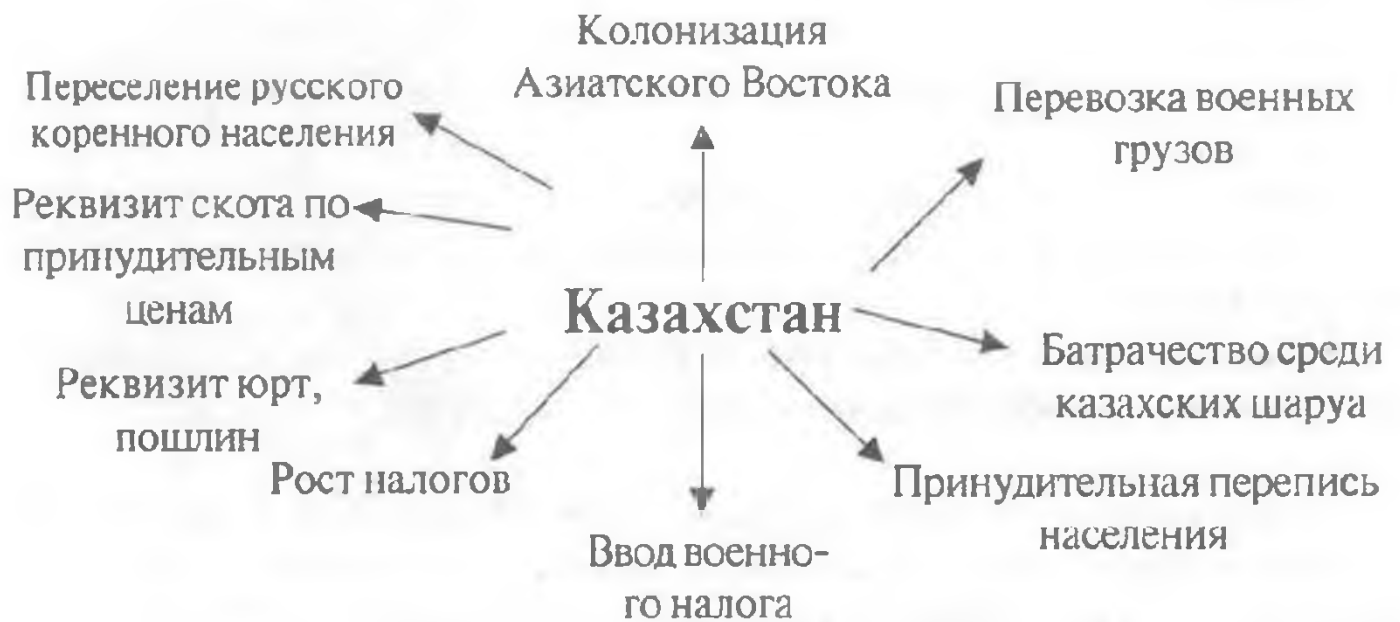 Колонизация
Азиатского Востока
Переселение русского
коренного населения
Перевозка военных
грузов
Реквизит скота по
принудительным
ценам
Казахстан
Батрачество среди
казахских шаруа
Реквизит юрт,
пошлин
Рост налогов
Принудительная перепись
населения
Ввод военно-
го налога